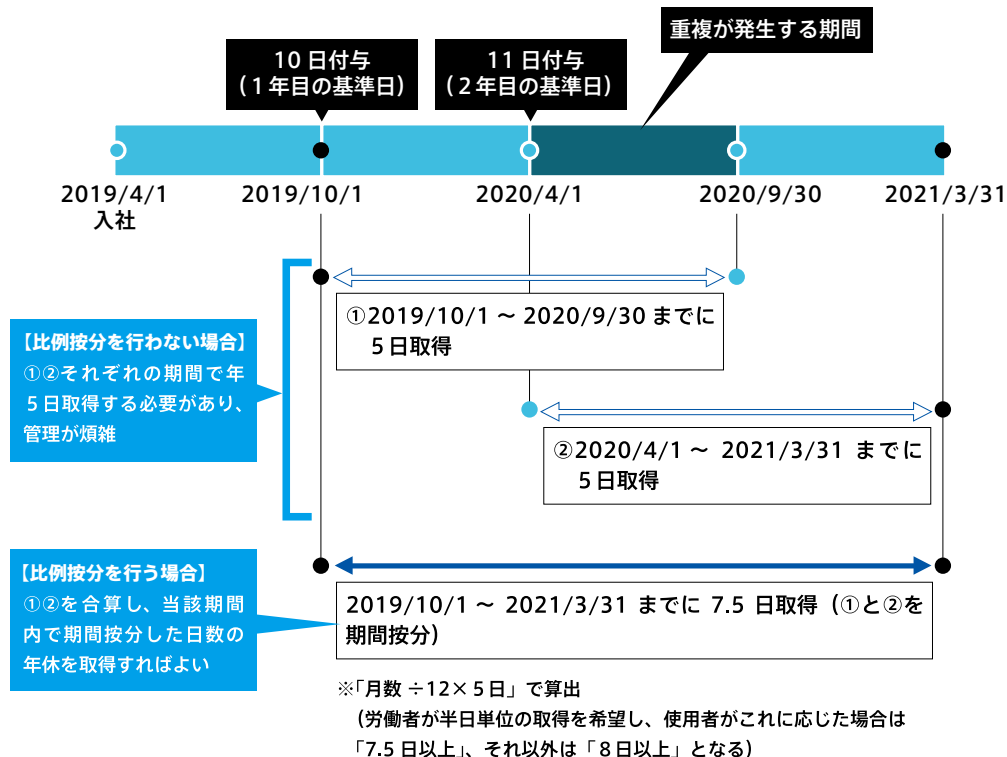 重複が発生する期間
10日付与
(1年目の基準日)
11日付与
(2年目の基準日)
2019/4/1
入社
2019/10/1
2020/4/1
2020/9/30
2021/3/31
【比例按分を行わない場合】
①②それぞれの期間で年
5日取得する必要があり、
管理が煩雑
①2019/10/1 ～ 2020/9/30 までに
5日取得
②2020/4/1 ～ 2021/3/31 までに
5日取得
【比例按分を行う場合】
①②を合算し、当該期間
内で期間按分した日数の
年休を取得すればよい
2019/10/1 ～ 2021/3/31 までに 7.5 日取得（①と②を
期間按分）
※「月数 ÷12× 5日」で算出
（労働者が半日単位の取得を希望し、使用者がこれに応じた場合は
「7.5日以上」、それ以外は「8日以上」となる）